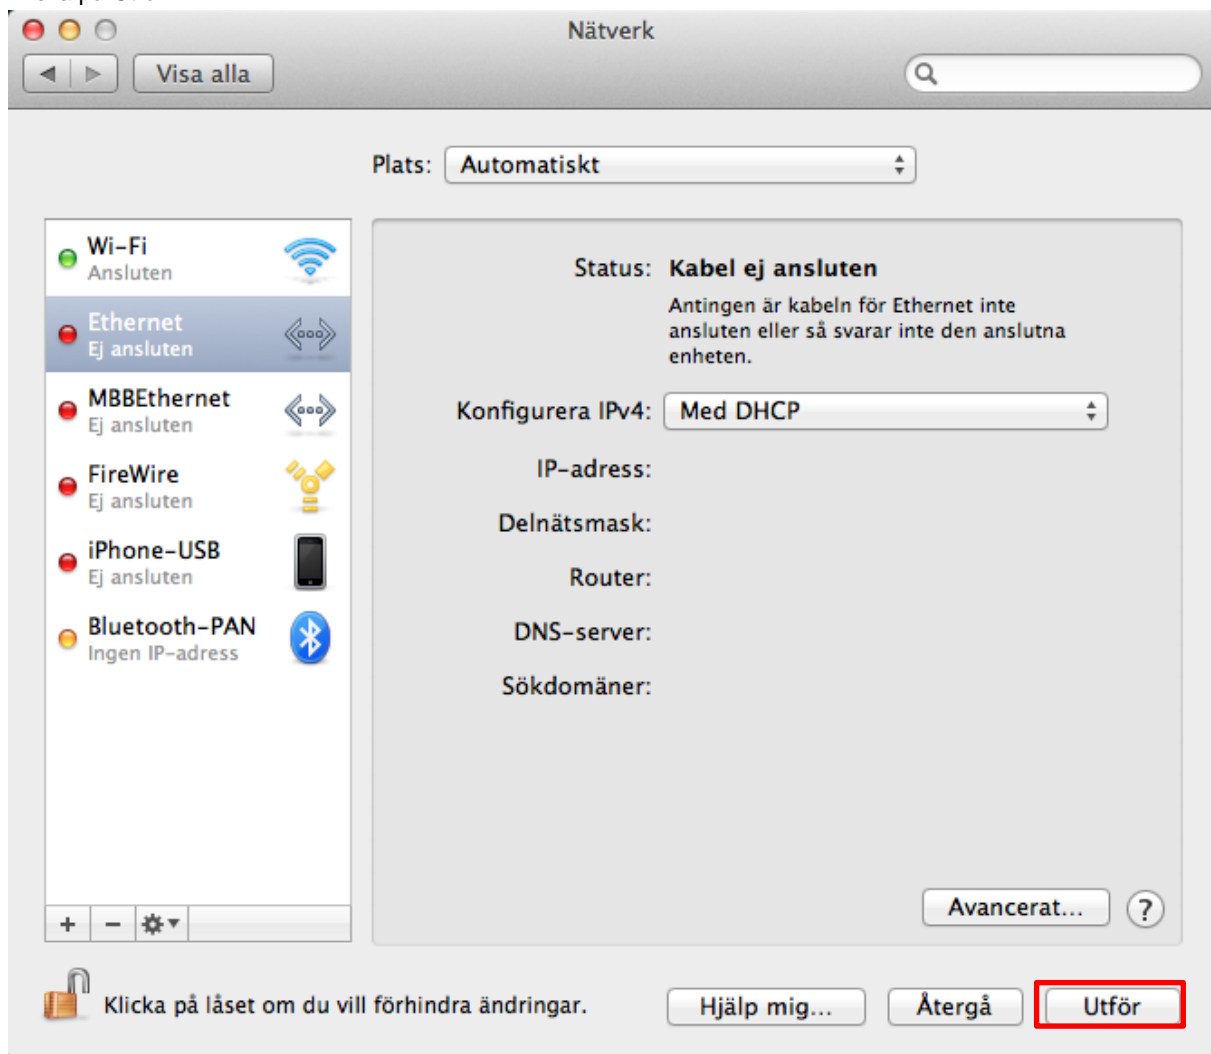 Nätverk
Visa alla
Plats: Automatiskt
Wi-Fi
Ansluten
Ethernet
Ej ansluten
MBBEthernet
Ej ansluten
FireWire
Ej ansluten
iPhone-USB
Ej ansluten
Bluetooth-PAN
Ingen IP-adress
Status: Kabel ej ansluten
Antingen är kabeln för Ethernet inte
ansluten eller så svarar inte den anslutna
enheten.
Konfigurera IPv4: Med DHCP
IP-adress:
Delnätsmask:
Router:
DNS-server:
Sökdomäner:
Avancerat... ?
Klicka på låset om du vill förhindra ändringar.
Hjälp mig... Återgå Utför